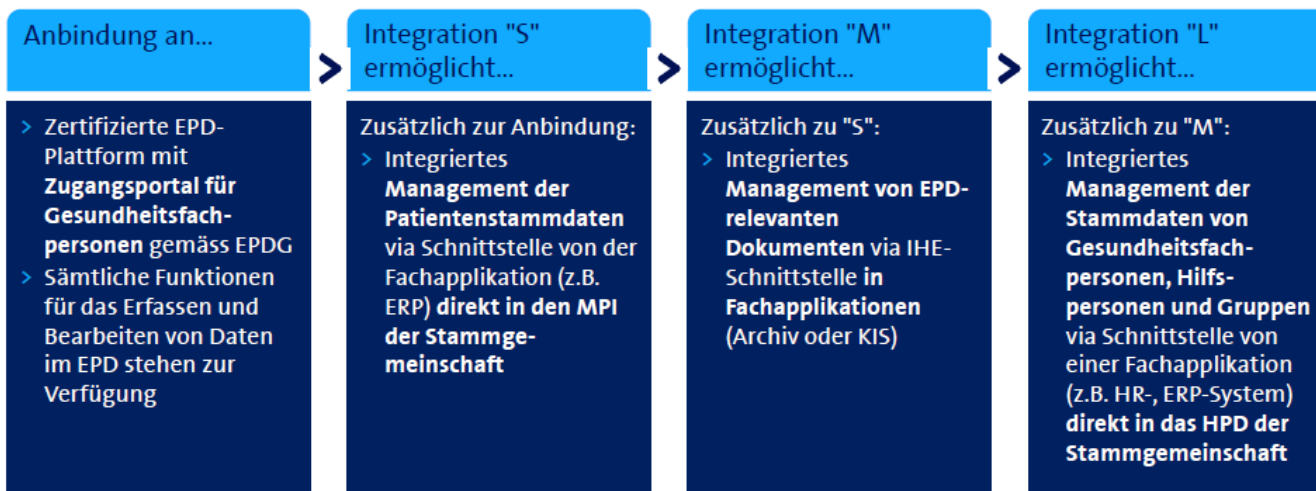 Anbindung an...
> Zertifizierte EPD-
Plattform mit
Zugangsportal für
Gesundheitsfach-
personen gemäss EPDG
> Sämtliche Funktionen
für das Erfassen und
Bearbeiten von Daten
im EPD stehen zur
Verfügung
>
Integration "S"
ermöglicht...
Zusätzlich zur Anbindung:
> Integriertes
Management der
Patientenstammdaten
via Schnittstelle von der
Fachapplikation (z.B.
ERP) direkt in den MPI
der Stammge-
meinschaft
>
Integration "M"
ermöglicht...
Zusätzlich zu "S":
> Integriertes
Management von EPD-
relevanten
Dokumenten via IHE-
Schnittstelle in
Fachapplikationen
(Archiv oder KIS)
>
Integration "L"
ermöglicht...
Zusätzlich zu "M":
> Integriertes
Management der
Stammdaten von
Gesundheitsfach-
personen, Hilfs-
personen und Gruppen
via Schnittstelle von
einer Fachapplikation
(z.B. HR-, ERP-System)
direkt in das HPD der
Stammgemeinschaft